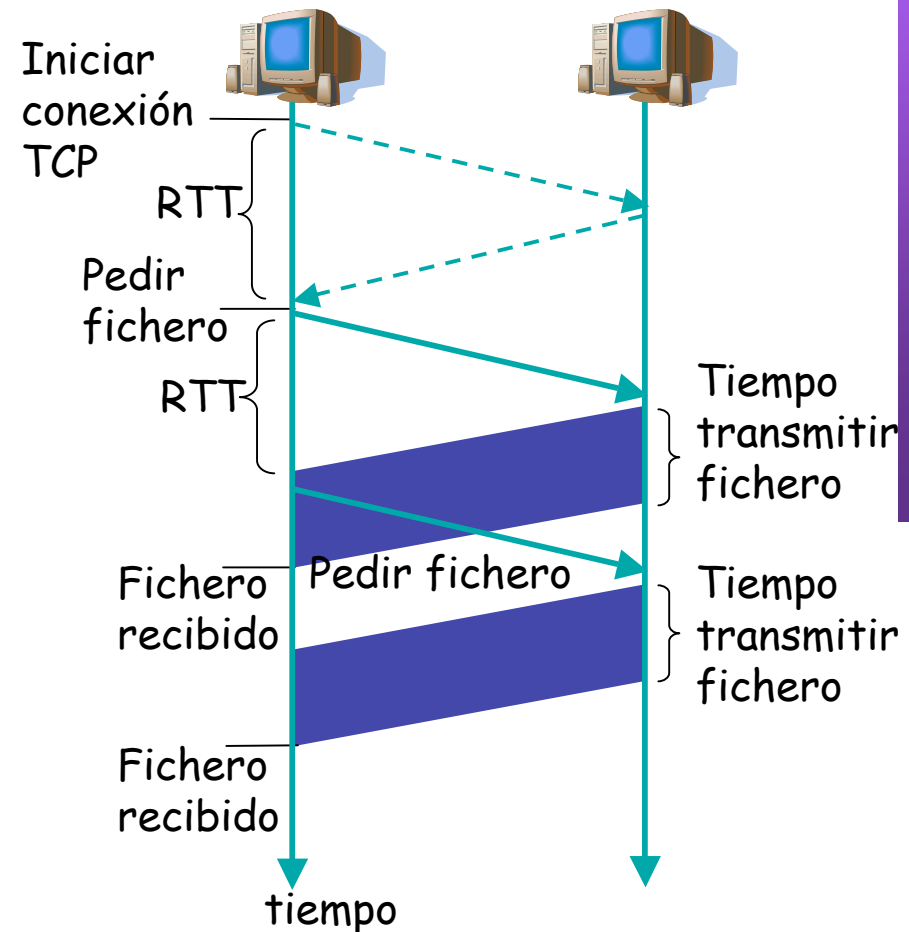 Iniciar
conexión
TCP
RTT
Pedir
fichero
RTT
Tiempo
transmitir
fichero
Pedir fichero
Fichero
recibido
Tiempo
transmitir
fichero
Fichero
recibido
tiempo